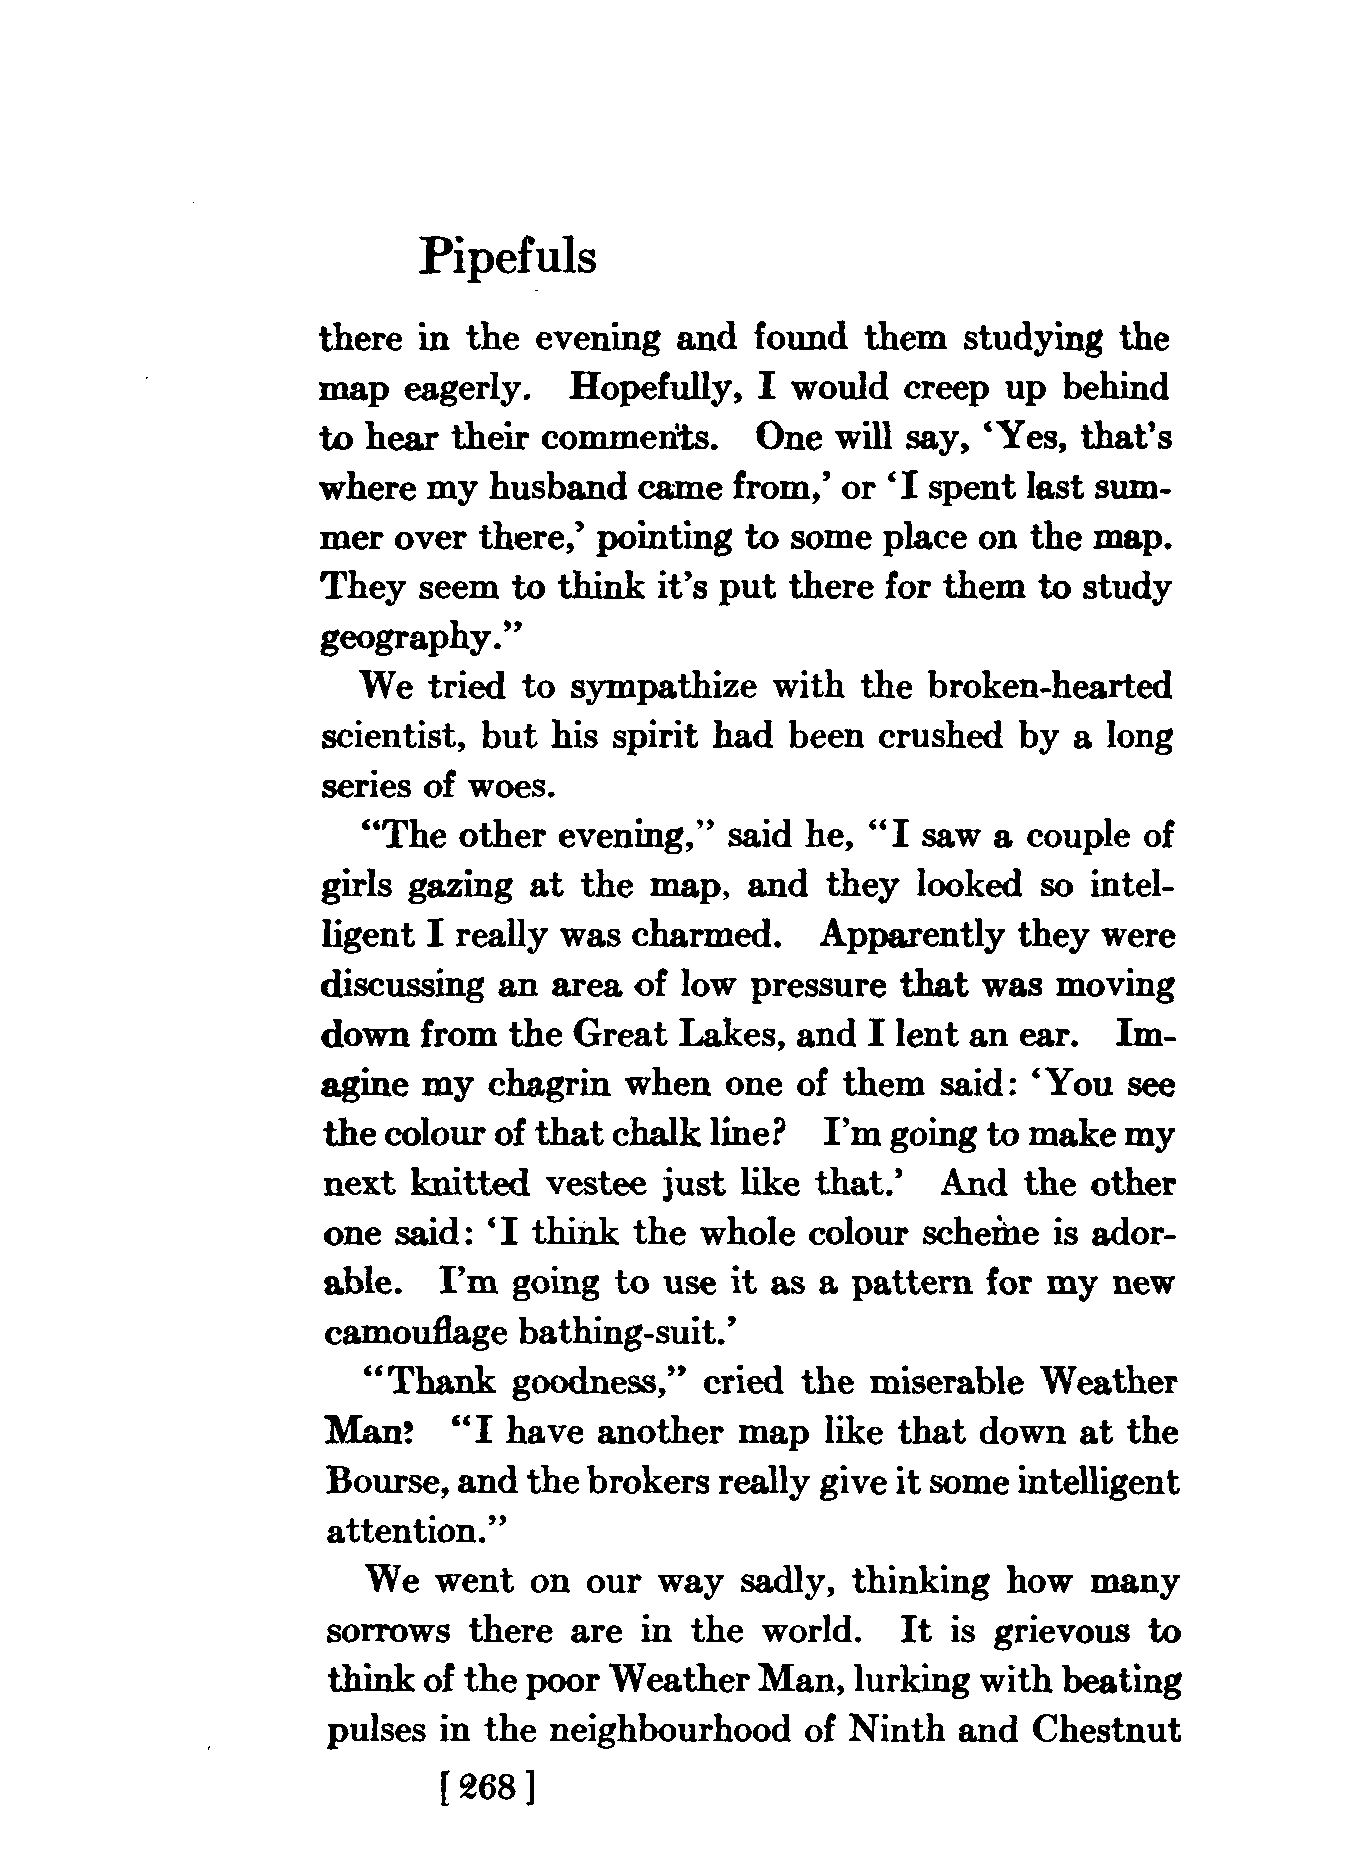 Pipefuls
there in the evening and found them studying the
map eagerly. Hopefully, I would creep up behind
to hear their comments. One will say, ‘Yes, that’s
where my husband came from,’ or ‘I spent last sum-
mer over there,’ pointing to some place on the map.
They seem to think it’s put there for them to study
geography.”
We tried to sympathize with the broken-hearted
scientist, but his spirit had been crushed by a long
series of woes.
“The other evening,” said he, “I saw a couple of
girls gazing at the map, and they looked so intel-
ligent I really was charmed. Apparently they were
discussing an area of low pressure that was moving
down from the Great Lakes, and I lent an ear. Im-
agine my chagrin when one of them said: ‘You see
the colour of that chalk line? I’m going to make my
next knitted vestee just like that.’ And the other
one said: ‘I think the whole colour scheme is ador-
able. I’m going to use it as a pattern for my new
camouflage bathing-suit.’
“Thank goodness,” cried the miserable Weather
Man: “I have another map like that down at the
Bourse, and the brokers really give it some intelligent
attention.”
We went on our way sadly, thinking how many
sorrows there are in the world. It is grievous to
think of the poor Weather Man, lurking with beating
pulses in the neighbourhood of Ninth and Chestnut
[ 268 ]